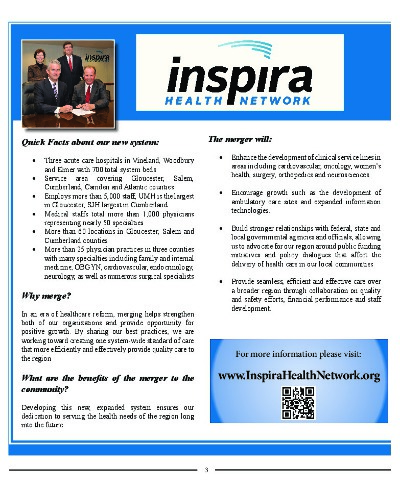 inspira
HEALTH NETWORK
Quick Facts about our new system:
• Three acute care hospitals in Vineland, Woodbury
and Elmer with 700 total system beds
• Service area covering Gloucester, Salem,
Cumberland, Camden and Atlantic counties
• Employs more than 5,000 staff, UMH is the largest
in Gloucester, SJH largest in Cumberland
• Medical staffs total more than 1,000 physicians
representing nearly 50 specialties
• More than 60 locations in Gloucester, Salem and
Cumberland counties
• More than 35 physician practices in three counties
with many specialties including family and internal
medicine, OBGYN, cardiovascular, endocrinology,
neurology, as well as numerous surgical specialists
Why merge?
In an era of healthcare reform, merging helps strengthen
both of our organizations and provide opportunity for
positive growth. By sharing our best practices, we are
working toward creating one system-wide standard of care
that more efficiently and effectively provide quality care to
the region
What are the benefits of the merger to the
community?
Developing this new, expanded system ensures our
dedication to serving the health needs of the region long
into the future.
The merger will:
• Enhance the development of clinical service lines in
areas including cardiovascular, oncology, women's
health, surgery, orthopedics and neurosciences
• Encourage growth such as the development of
ambulatory care sites and expanded information
technologies.
• Build stronger relationships with federal, state and
local governmental agencies and officials, allowing
us to advocate for our region around public funding
initiatives and policy dialogues that affect the
delivery of health care in our local communities
• Provide seamless, efficient and effective care over
a broader region through collaboration on quality
and safety efforts, financial performance and staff
development.
For more information please visit:
www.InspiraHealthNetwork.org
3